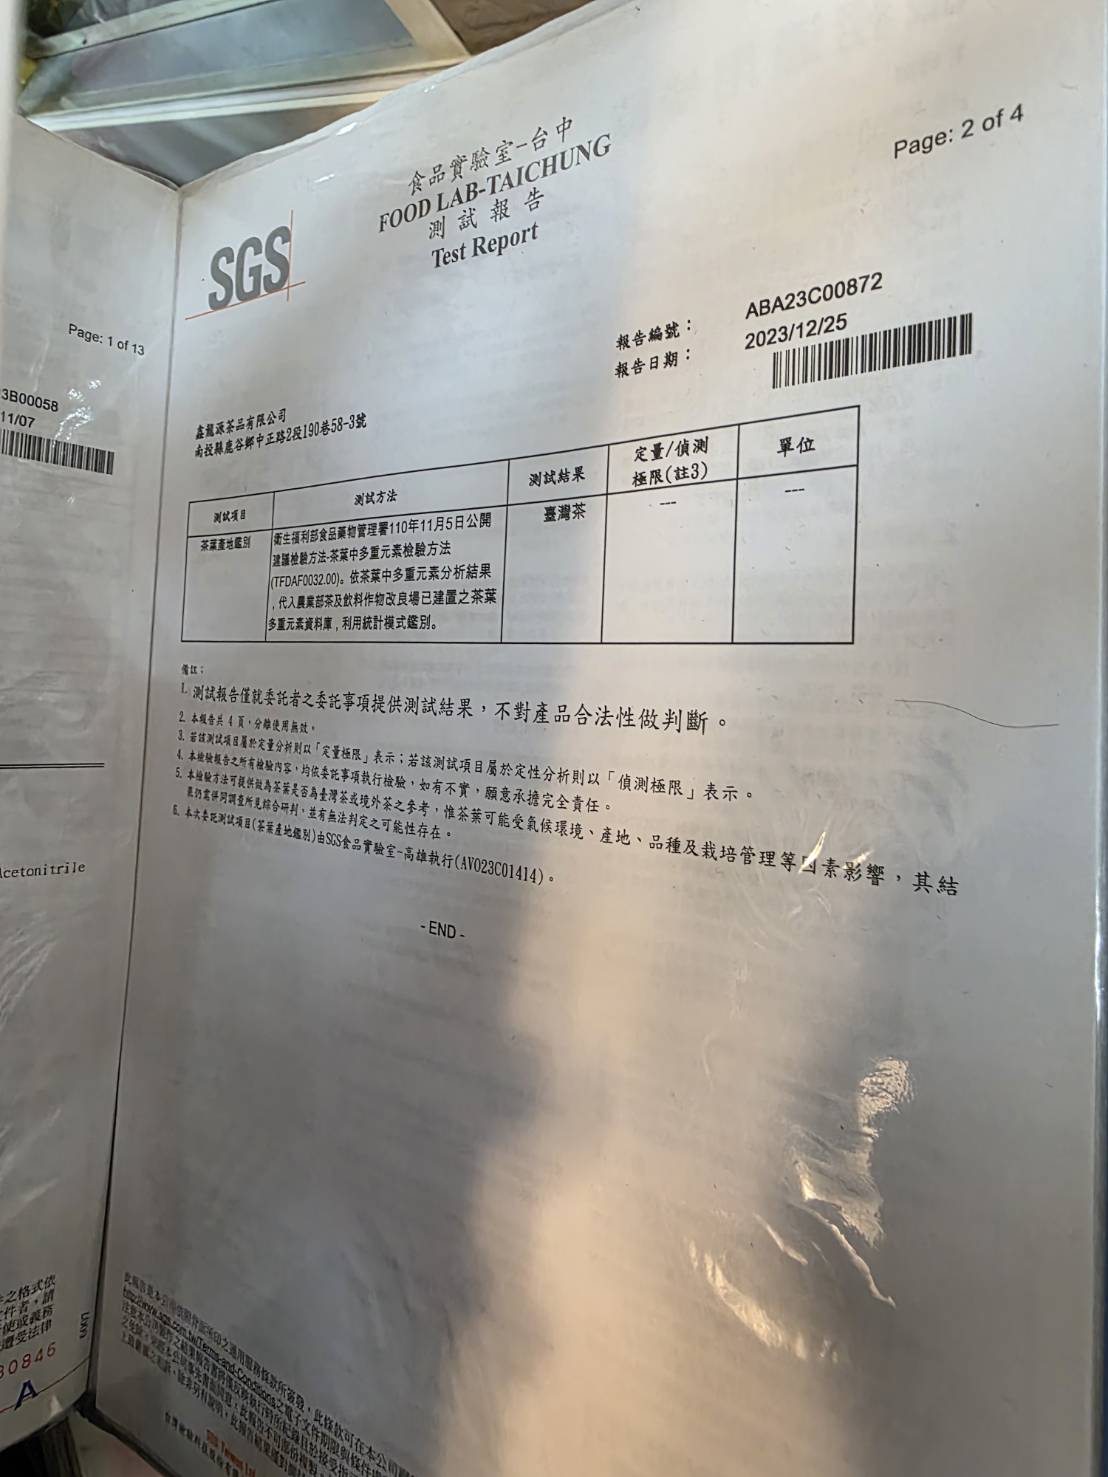 Page: 1 of 13
3B00058
11/07
cetonitrile
之格式依
件者，請
使或義務
遭受法律
30846
A
Page: 2 of 4
食品實驗室-台中
FOOD LAB-TAICHUNG
測試報告
Test Report
SGS
報告編號： ABA23C00872
報告日期： 2023/12/25
鑫龍源茶品有限公司
南投縣鹿谷鄉中正路2段190巷58-3號
測試項目 測試方法 測試結果 定量/偵測 單位
極限(註3)
茶葉產地鑑別 衛生福利部食品藥物管理署110年11月5日公開 臺灣茶 --- ---
建議檢驗方法-茶葉中多重元素檢驗方法
(TFDAF0032.00)。依茶葉中多重元素分析結果
，代入農業部茶及飲料作物改良場已建置之茶葉
多重元素資料庫，利用統計模式鑑別。
備註：
1. 測試報告僅就委託者之委託事項提供測試結果，不對產品合法性做判斷。
2. 本報告共 4 頁，分離使用無效。
3. 若該測試項目屬於定量分析則以「定量極限」表示；若該測試項目屬於定性分析則以「偵測極限」表示。
4. 本檢驗報告之所有檢驗內容，均依委託事項執行檢驗，如有不實，願意承擔完全責任。
5. 本檢驗方法可提供做為茶葉是否為臺灣茶或境外茶之參考，惟茶葉可能受氣候環境、產地、品種及栽培管理等因素影響，其結
果仍需併同調查所見綜合研判，並有無法判定之可能性存在。
6. 本次委託測試項目(茶葉產地鑑別)由SGS食品實驗室-高雄執行(AVO23C01414)。
- END -